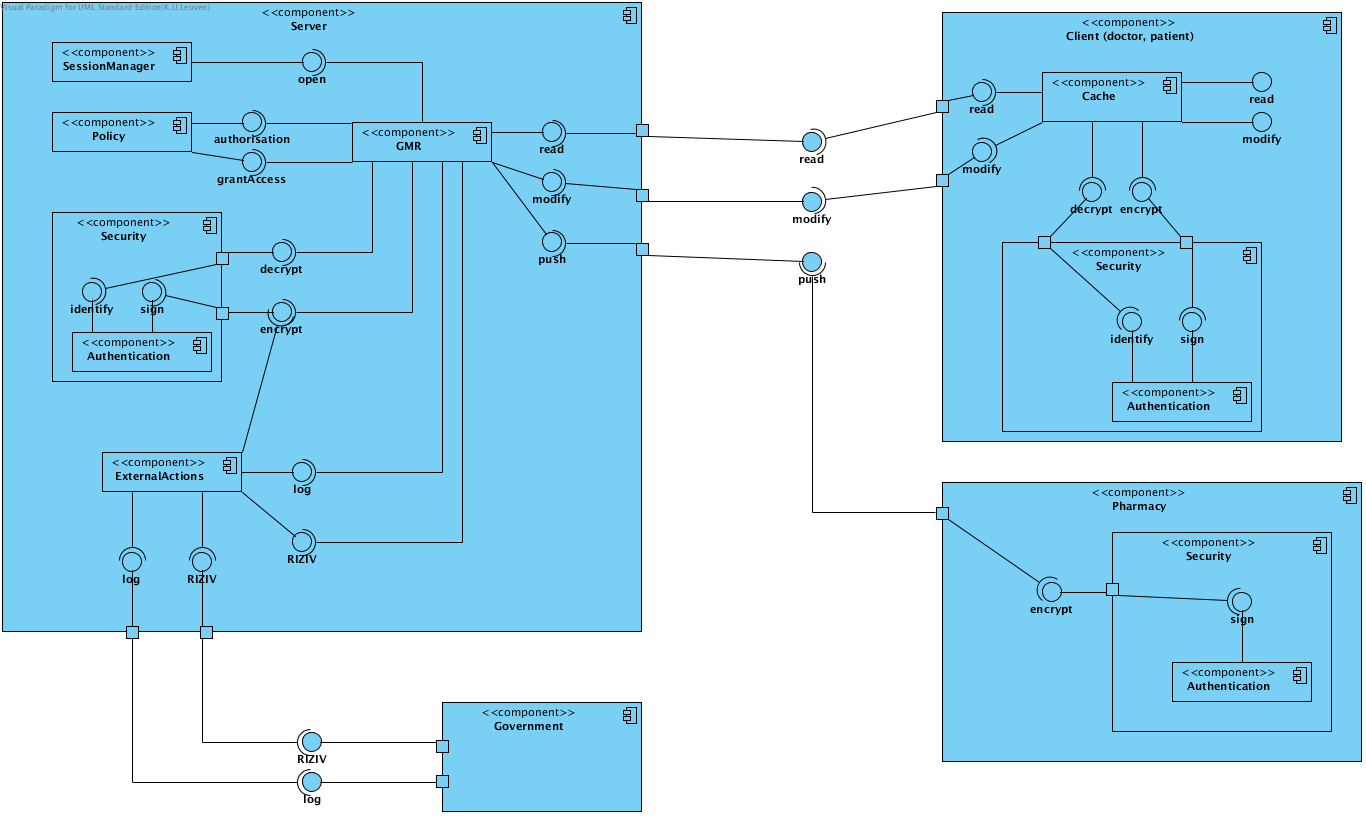 Visual Paradigm for UML Standard Edition(K.U.Leuven)
<<component>>
Server
<<component>>
SessionManager
open
<<component>>
Policy
authorisation
grantAccess
<<component>>
GMR
read
modify
push
<<component>>
Security
decrypt
identify
sign
encrypt
<<component>>
Authentication
<<component>>
ExternalActions
log
RIZIV
log
RIZIV
read
modify
push
<<component>>
Client (doctor, patient)
<<component>>
Cache
read
modify
read
modify
decrypt
encrypt
<<component>>
Security
identify
sign
<<component>>
Authentication
<<component>>
Pharmacy
<<component>>
Security
encrypt
sign
<<component>>
Authentication
<<component>>
Government
RIZIV
log